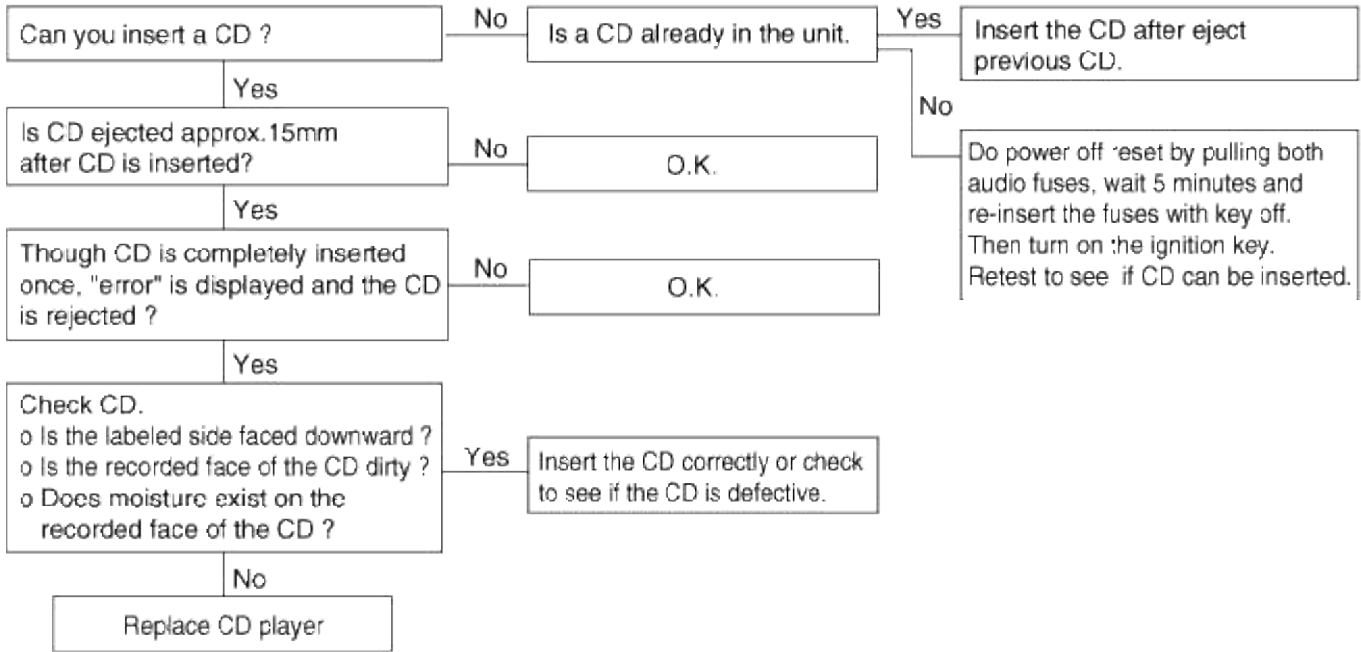 Can you insert a CD ?
No
Is a CD already in the unit.
Yes
Insert the CD after eject
previous CD.
Yes
No
Is CD ejected approx.15mm
after CD is inserted?
No
O.K.
Do power off reset by pulling both
audio fuses, wait 5 minutes and
re-insert the fuses with key off.
Then turn on the ignition key.
Retest to see if CD can be inserted.
Yes
Though CD is completely inserted
once, "error" is displayed and the CD
is rejected ?
No
O.K.
Yes
Check CD.
o Is the labeled side faced downward ?
o Is the recorded face of the CD dirty ?
o Does moisture exist on the
recorded face of the CD ?
Yes
Insert the CD correctly or check
to see if the CD is defective.
No
Replace CD player